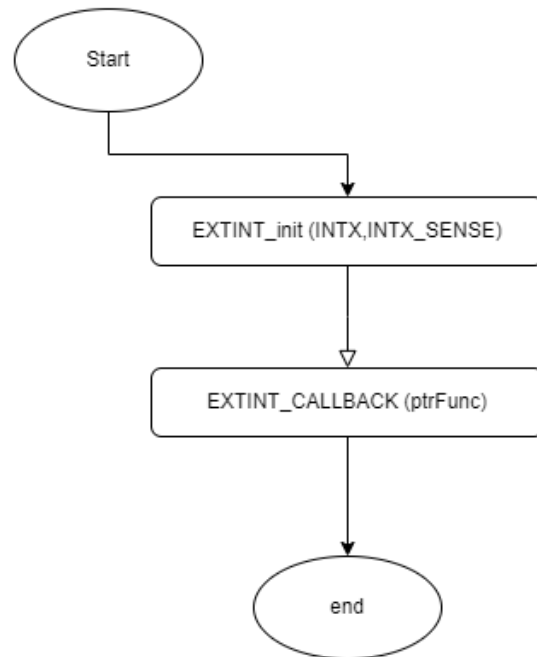 Start
EXTINT_init (INTX,INTX_SENSE)
EXTINT_CALLBACK (ptrFunc)
end